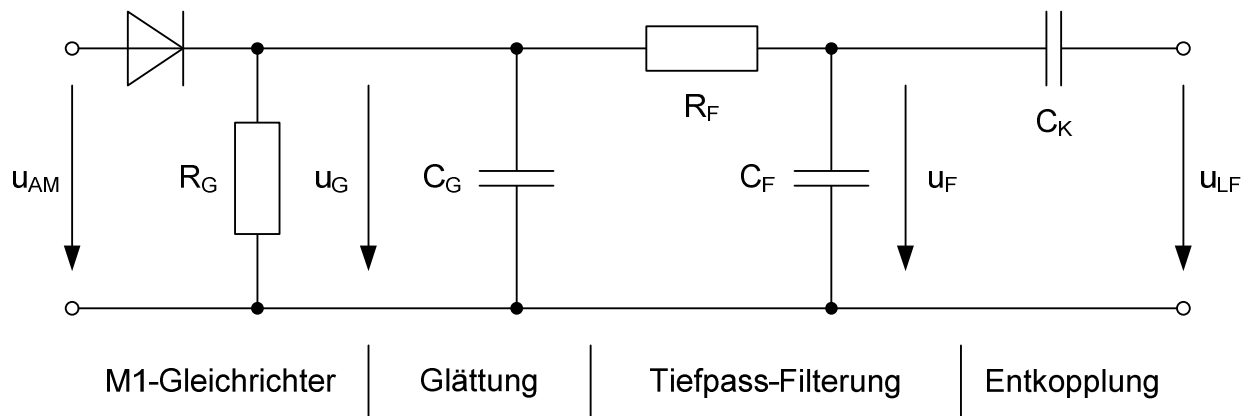 R_F
C_K
u_AM
R_G
u_G
C_G
C_F
u_F
u_LF
M1-Gleichrichter
Glättung
Tiefpass-Filterung
Entkopplung